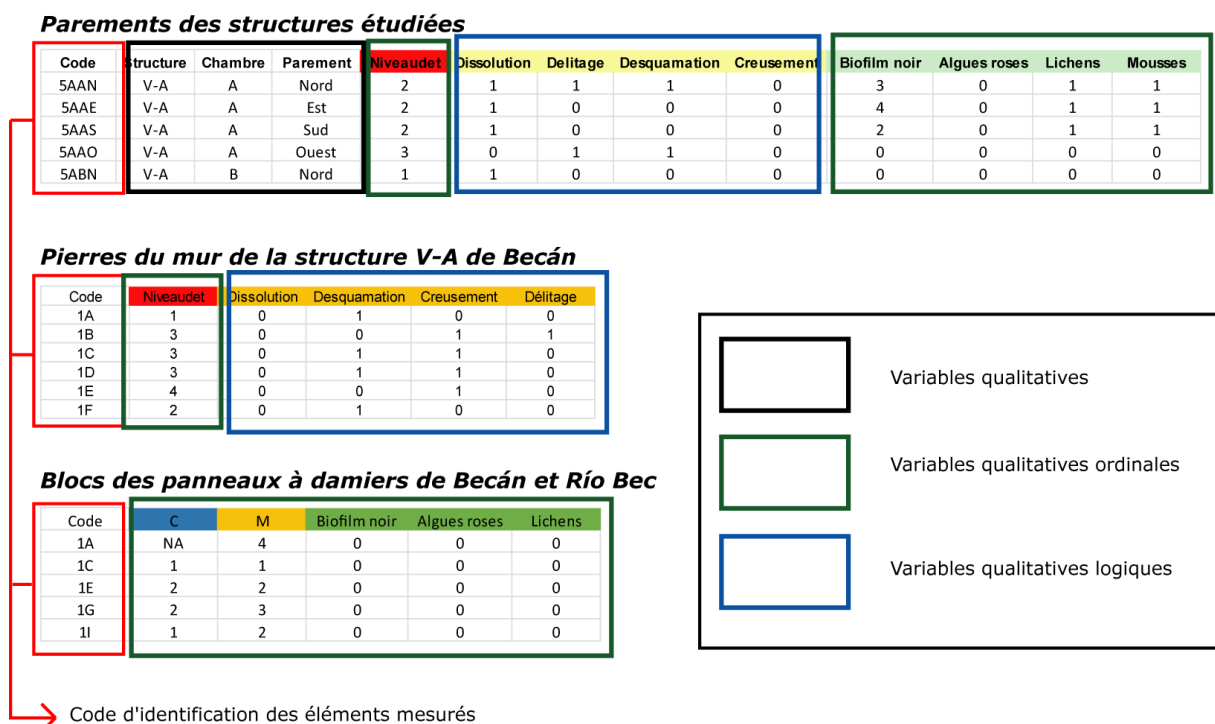 Parements des structures étudiées
Code Structure Chambre Parement Niveaudet Dissolution Delitage Desquamation Creusement Biofilm noir Algues roses Lichens Mousses
5AAN V-A A Nord 2 1 1 1 0 3 0 1 1
5AAE V-A A Est 2 1 0 0 0 4 0 1 1
5AAS V-A A Sud 2 1 0 0 0 2 0 1 1
5AAO V-A A Ouest 3 0 1 1 0 0 0 0 0
5ABN V-A B Nord 1 1 0 0 0 0 0 0 0
Pierres du mur de la structure V-A de Becán
Code Niveaudet Dissolution Desquamation Creusement Délitage
1A 1 0 1 0 0
1B 3 0 0 1 1
1C 3 0 1 1 0
1D 3 0 1 1 0
1E 4 0 0 1 0
1F 2 0 1 0 0
Blocs des panneaux à damiers de Becán et Río Bec
Code C M Biofilm noir Algues roses Lichens
1A NA 4 0 0 0
1C 1 1 0 0 0
1E 2 2 0 0 0
1G 2 3 0 0 0
1I 1 2 0 0 0
Variables qualitatives
Variables qualitatives ordinales
Variables qualitatives logiques
Code d'identification des éléments mesurés